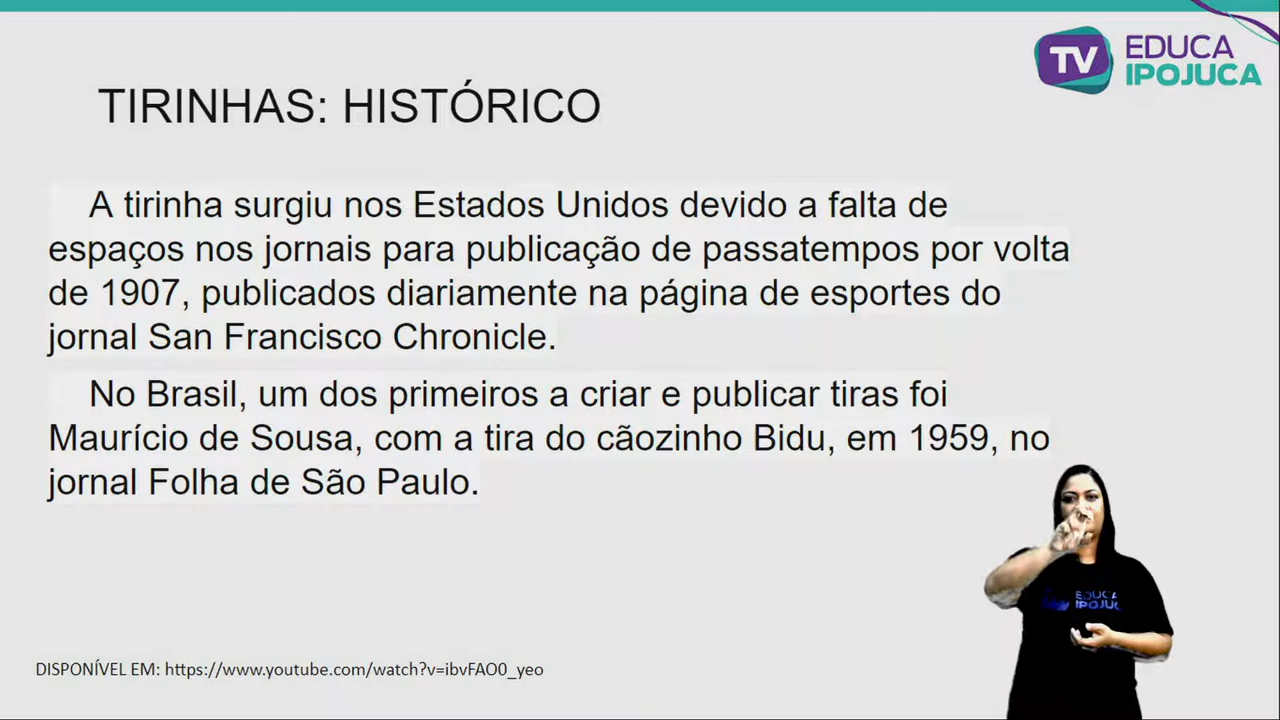 TV EDUCA
IPOJUCA
TIRINHAS: HISTÓRICO
A tirinha surgiu nos Estados Unidos devido a falta de
espaços nos jornais para publicação de passatempos por volta
de 1907, publicados diariamente na página de esportes do
jornal San Francisco Chronicle.
No Brasil, um dos primeiros a criar e publicar tiras foi
Maurício de Sousa, com a tira do cãozinho Bidu, em 1959, no
jornal Folha de São Paulo.
EDUCA
IPOJUC
DISPONÍVEL EM: https://www.youtube.com/watch?v=ibvFAO0_yeo